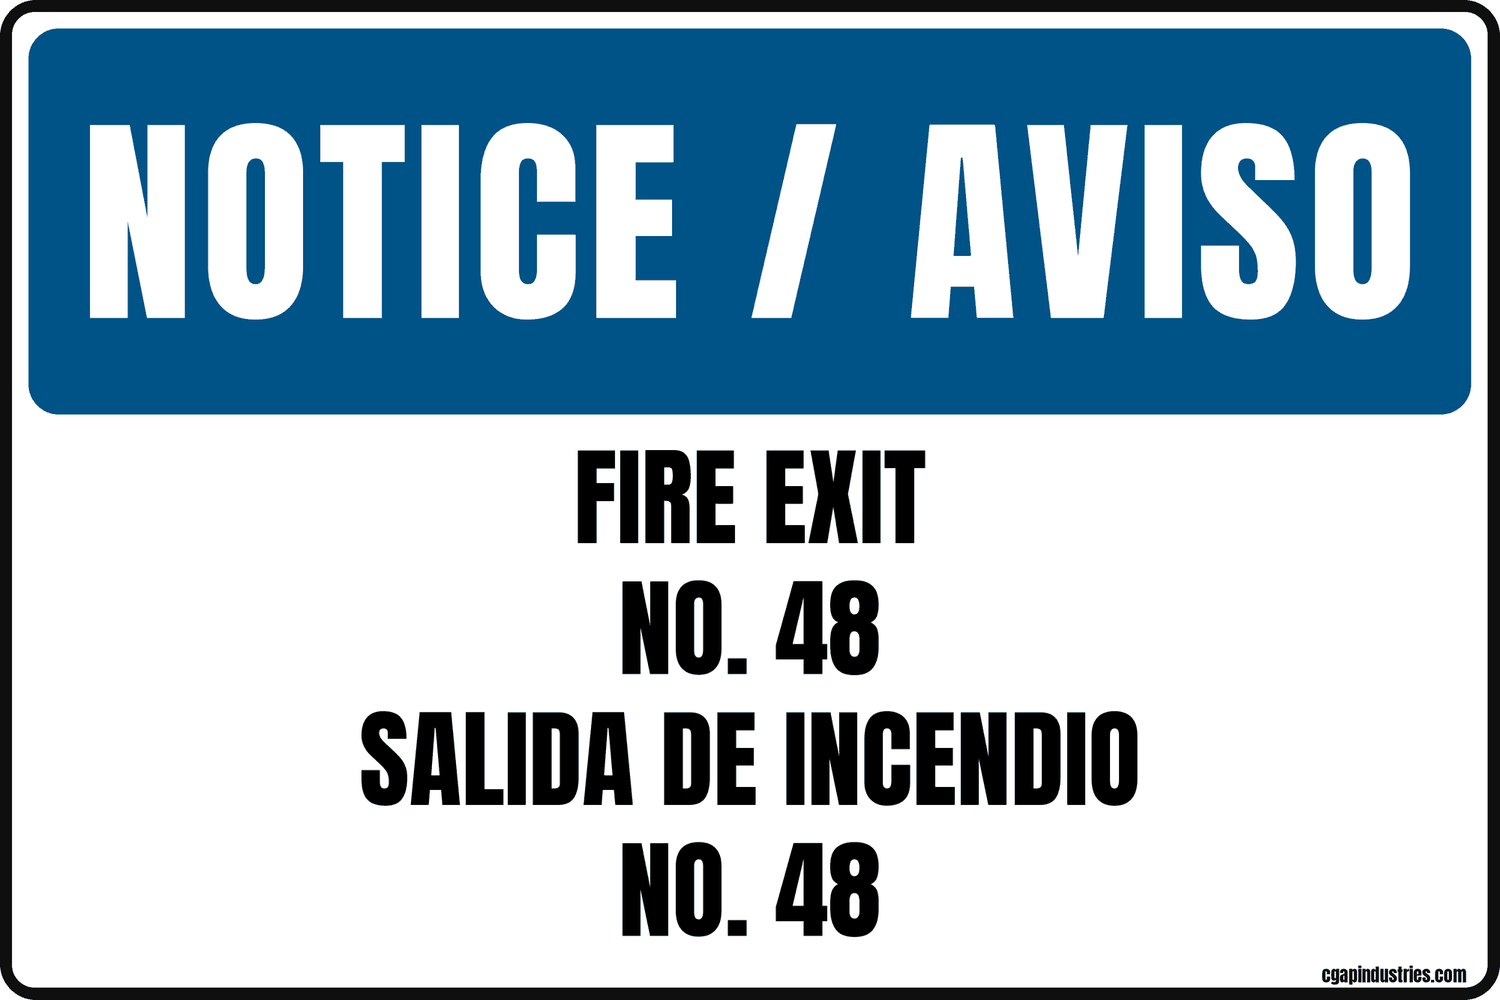 NOTICE / AVISO
FIRE EXIT
NO. 48
SALIDA DE INCENDIO
NO. 48
cgapindustries.com